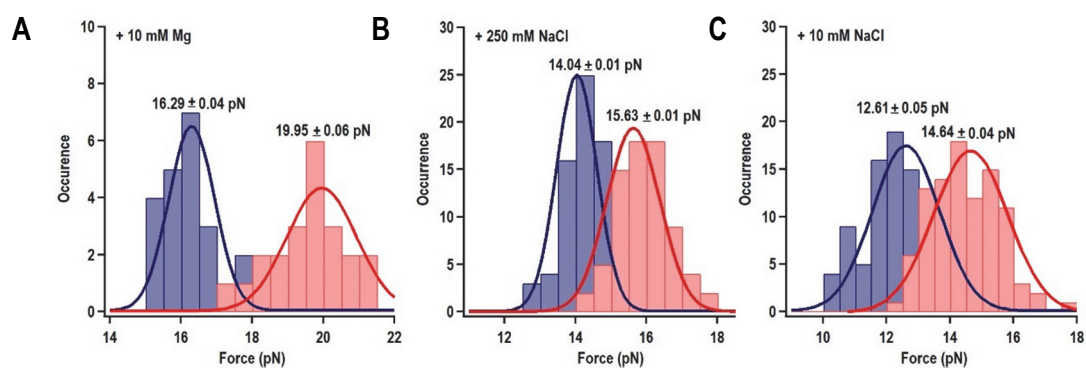 A
+ 10 mM Mg
16.29 ± 0.04 pN
19.95 ± 0.06 pN
Occurrence
10
8
6
4
2
0
14
16
18
20
22
Force (pN)
B
+ 250 mM NaCl
14.04 ± 0.01 pN
15.63 ± 0.01 pN
Occurrence
30
25
20
15
10
5
0
12
14
16
18
Force (pN)
C
+ 10 mM NaCl
12.61 ± 0.05 pN
14.64 ± 0.04 pN
Occurrence
30
25
20
15
10
5
0
10
12
14
16
18
Force (pN)